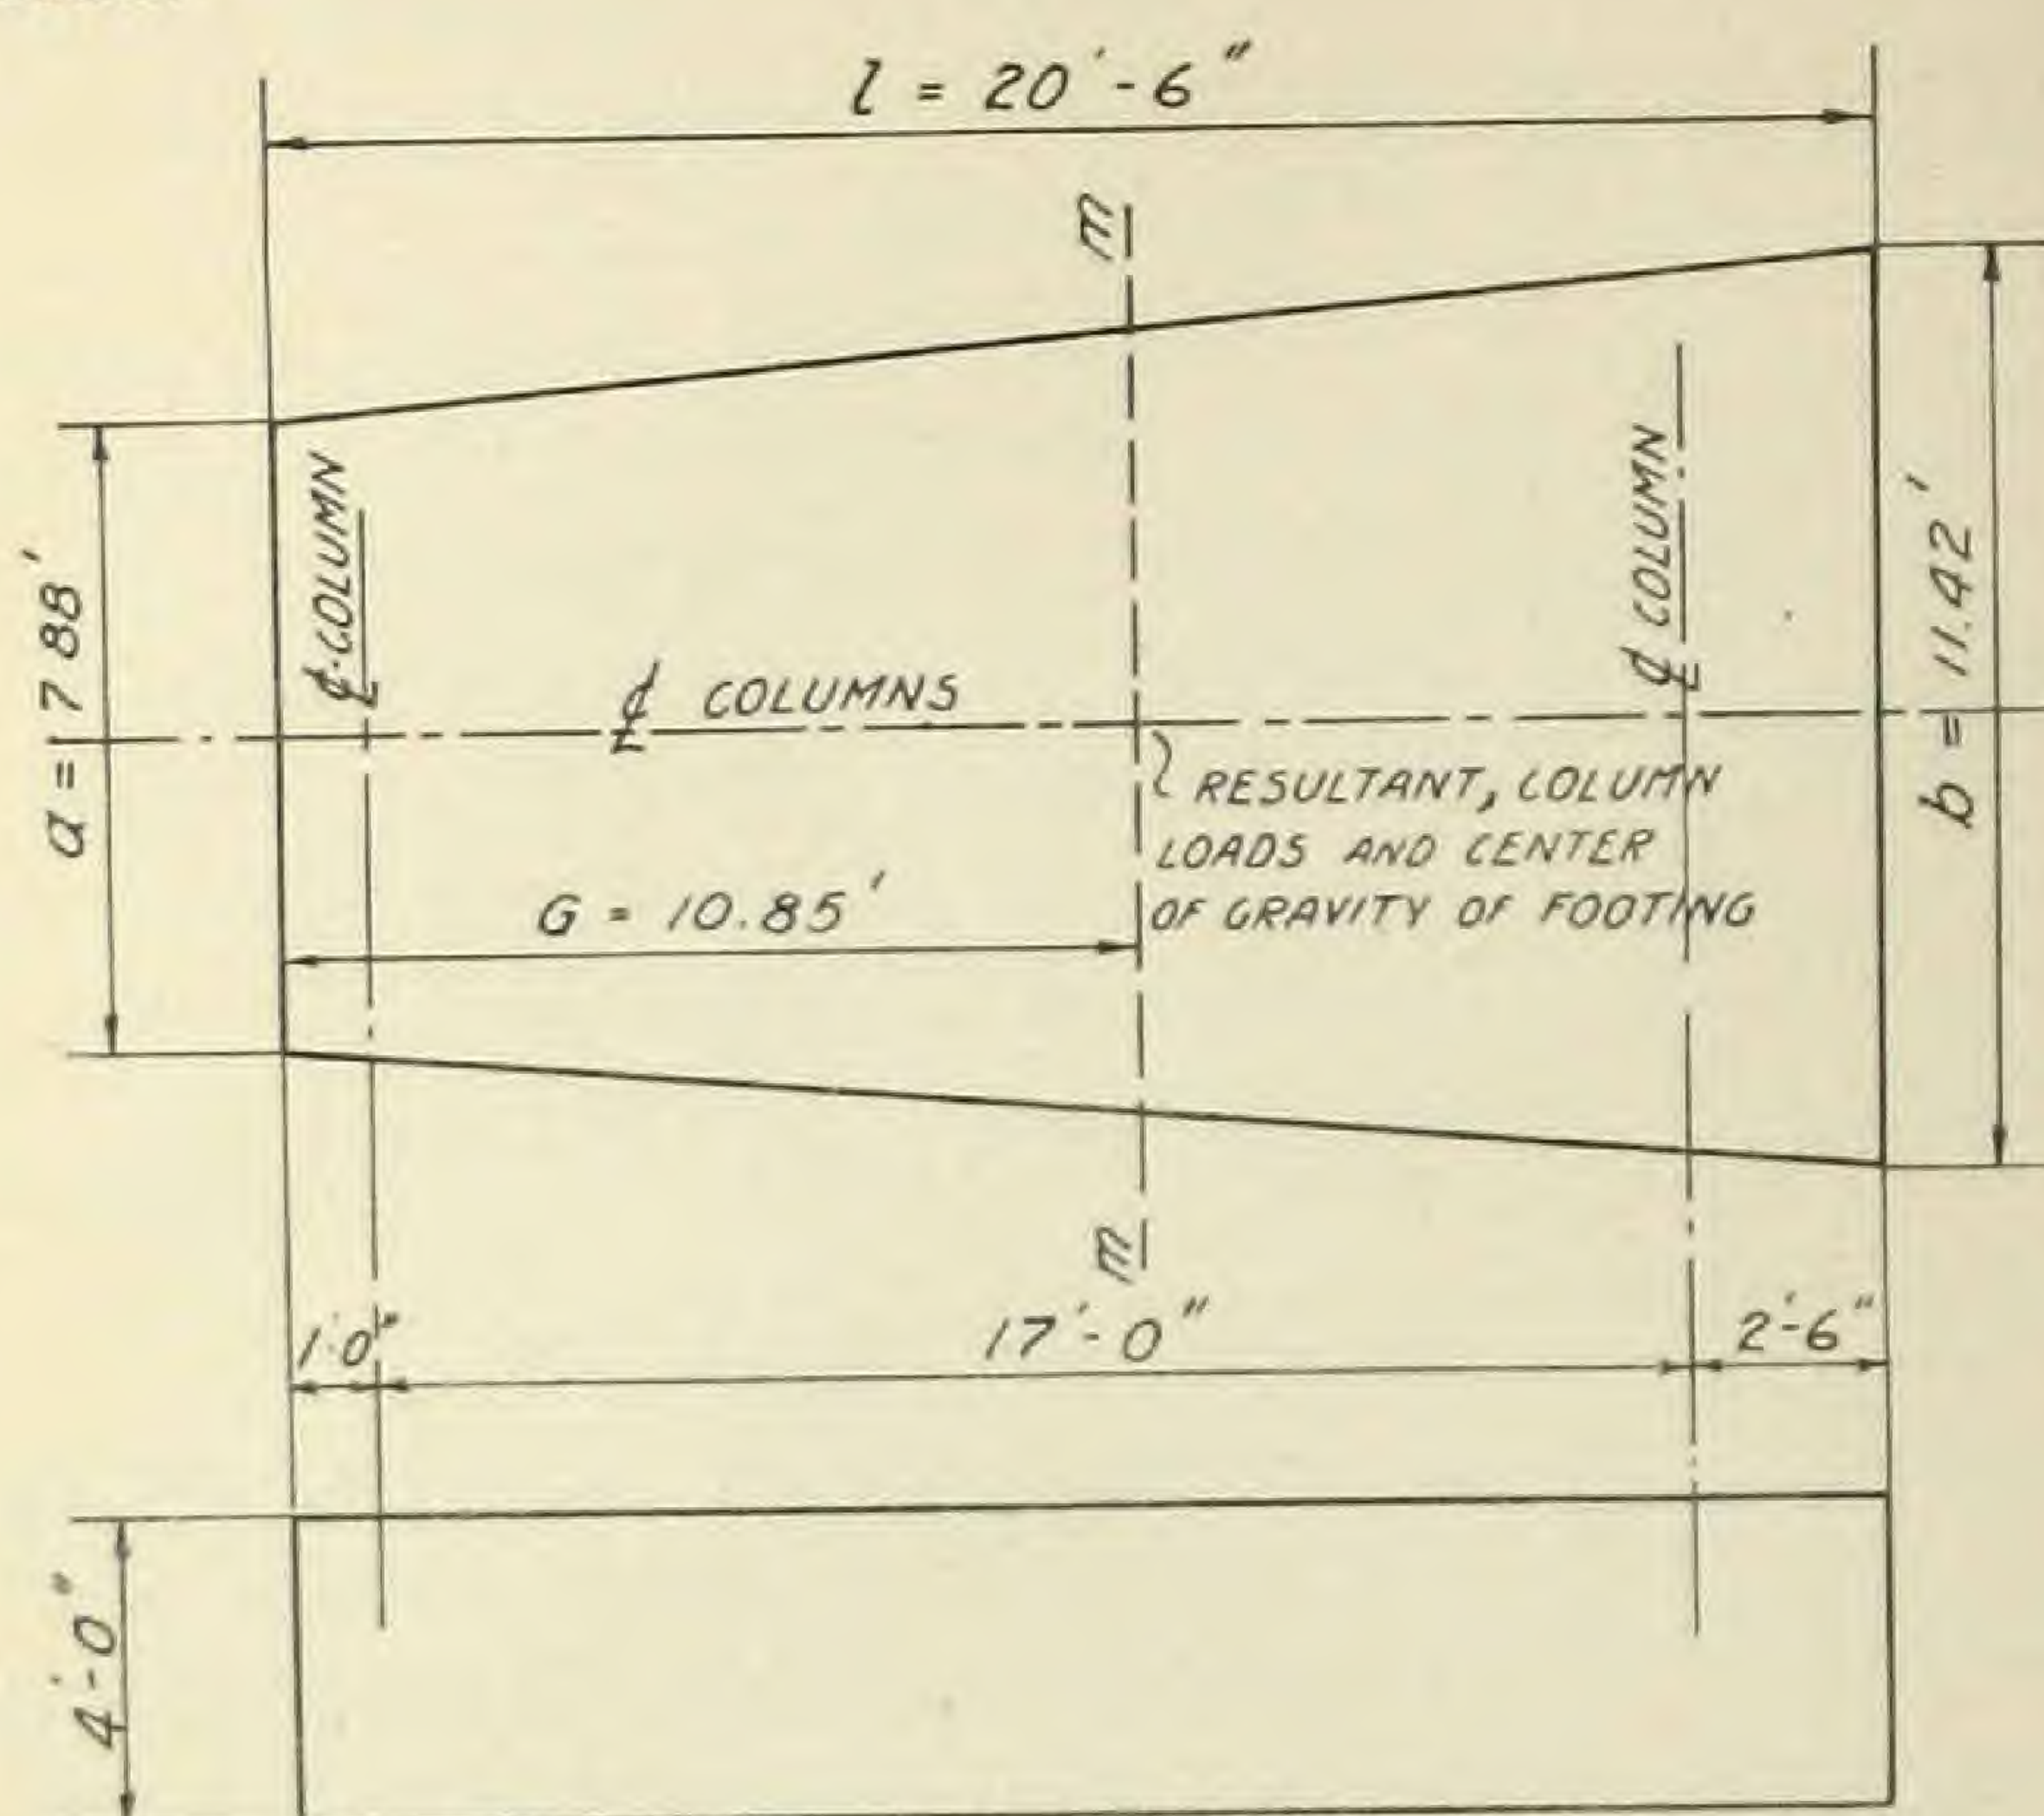 l = 20'-6"
m
a = 7 88'
℄ COLUMN
℄ COLUMN
b = 11.42'
℄ COLUMNS
RESULTANT, COLUMN
LOADS AND CENTER
OF GRAVITY OF FOOTING
G = 10.85'
m
1'0"
17'-0"
2'-6"
4'-0"